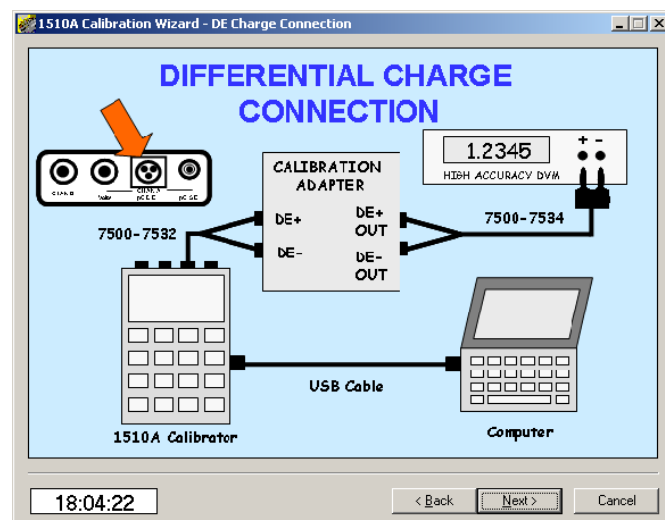 1510A Calibration Wizard - DE Charge Connection
DIFFERENTIAL CHARGE
CONNECTION
1.2345
+ -
HIGH ACCURACY DVM
CALIBRATION
ADAPTER
DE+
DE-
DE+
OUT
DE-
OUT
7500-7532
7500-7534
USB Cable
1510A Calibrator
Computer
18:04:22
< Back
Next >
Cancel